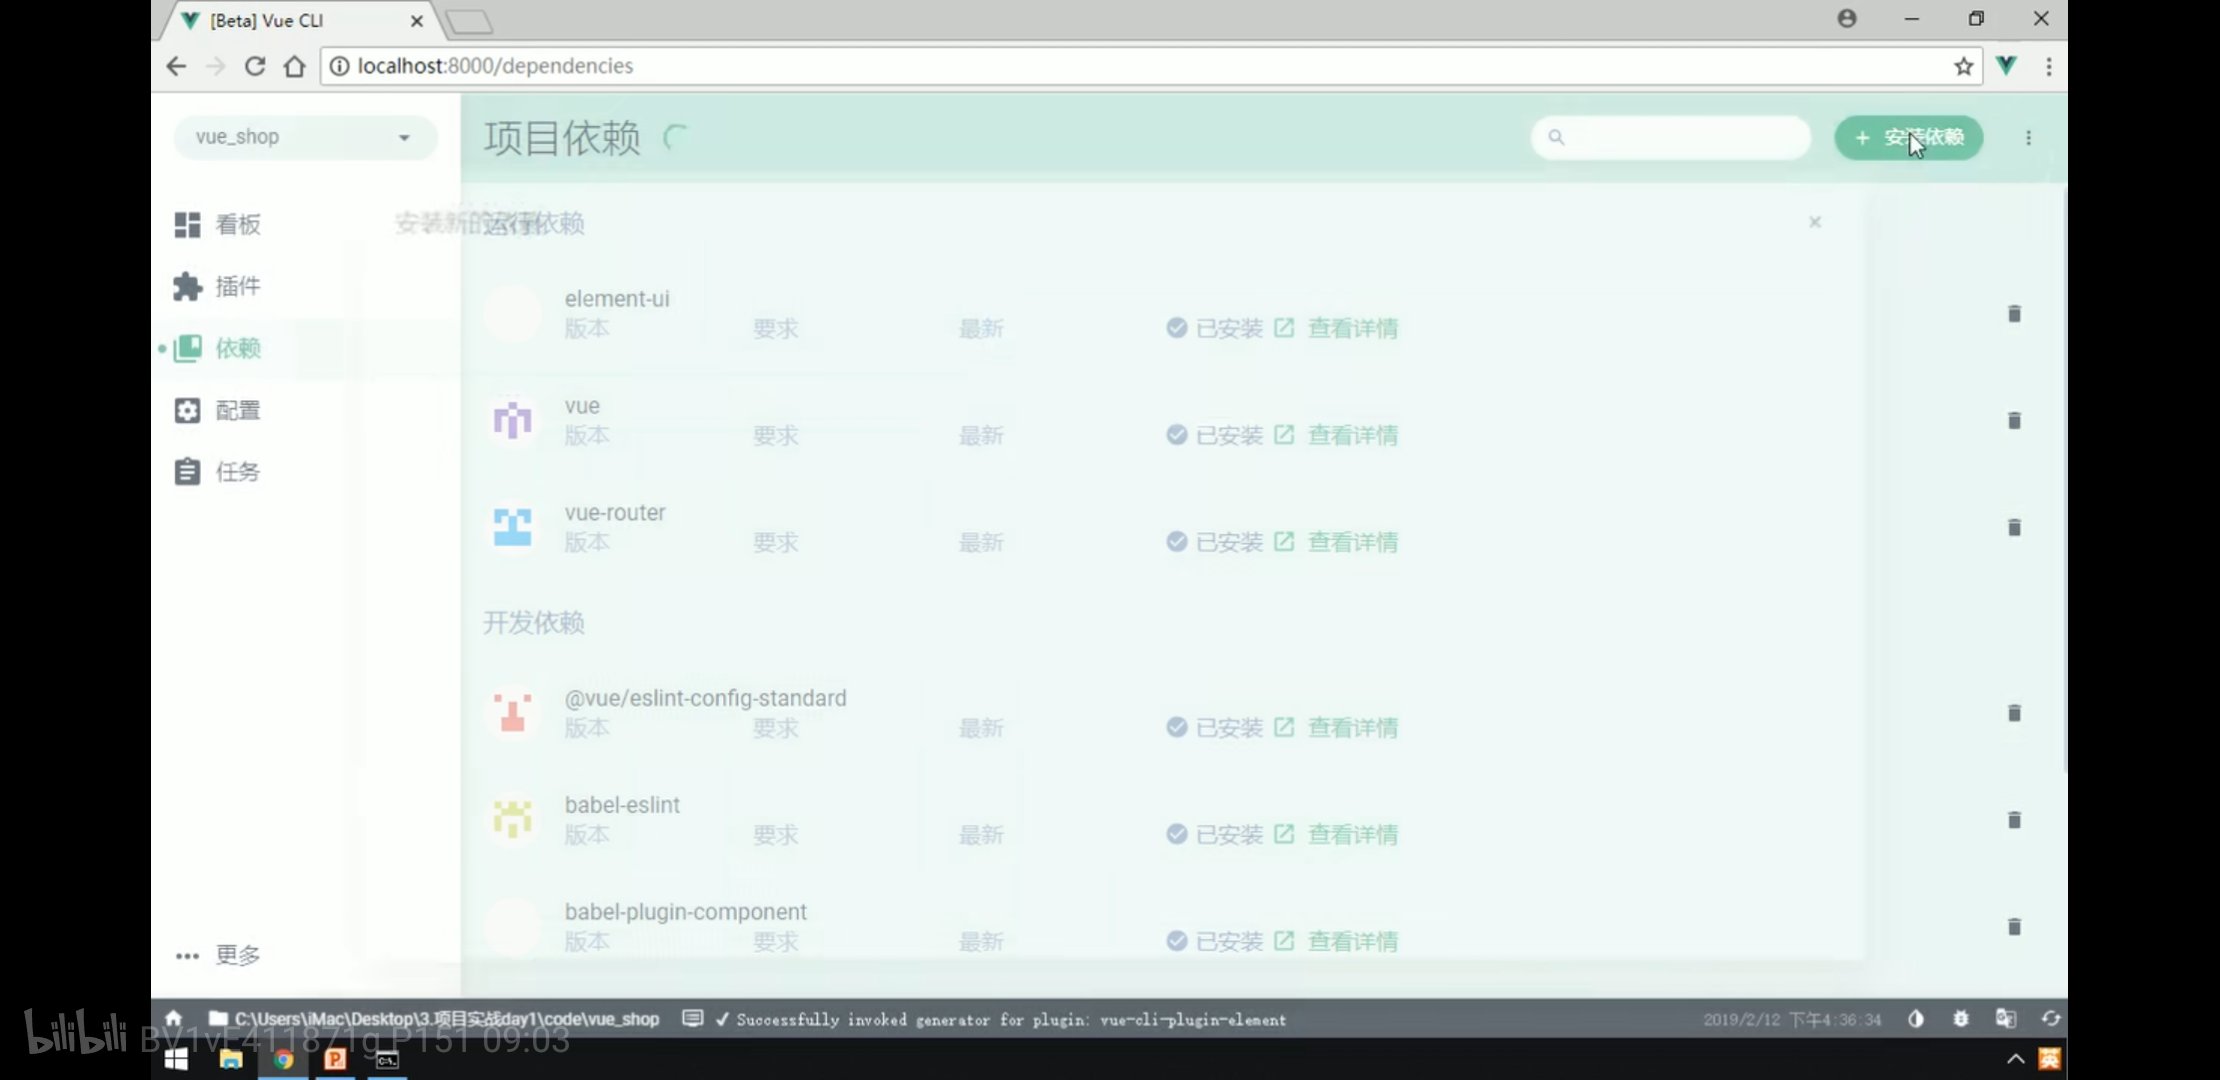 [Beta] Vue CLI
localhost:8000/dependencies
vue_shop
项目依赖
安装依赖
看板
插件
依赖
配置
任务
更多
安装新的依赖
运行依赖
element-ui
版本 要求 最新 已安装 查看详情
vue
版本 要求 最新 已安装 查看详情
vue-router
版本 要求 最新 已安装 查看详情
开发依赖
@vue/eslint-config-standard
版本 要求 最新 已安装 查看详情
babel-eslint
版本 要求 最新 已安装 查看详情
babel-plugin-component
版本 要求 最新 已安装 查看详情
C:\Users\iMac\Desktop\3.项目实战day1\code\vue_shop
Successfully invoked generator for plugin: vue-cli-plugin-element
2019/2/12 下午4:36:34
bilibili BV1vE411871g P151 09:03
英